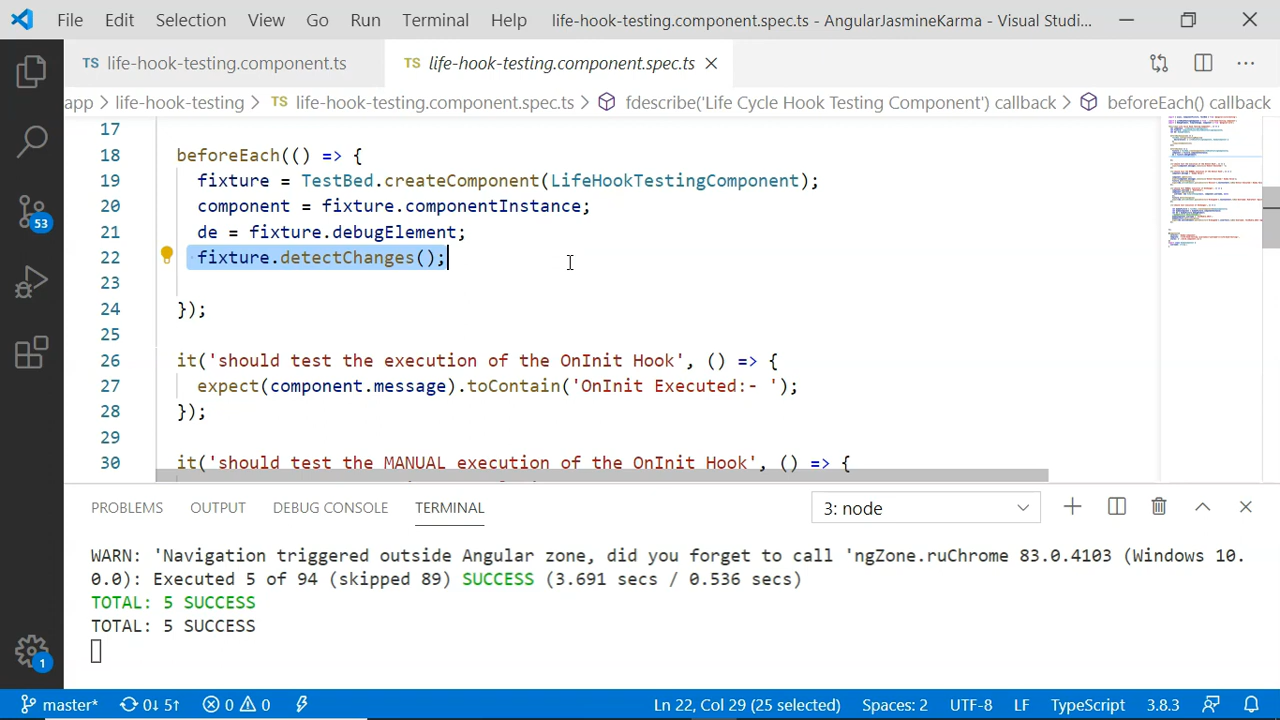 File Edit Selection View Go Run Terminal Help life-hook-testing.component.spec.ts - AngularJasmineKarma - Visual Studi...
TS life-hook-testing.component.ts TS life-hook-testing.component.spec.ts
app > life-hook-testing > TS life-hook-testing.component.spec.ts > fdescribe('Life Cycle Hook Testing Component') callback > beforeEach() callback
17
18 beforeEach(() => {
19 fixture = TestBed.createComponent(LifeHookTestingComponent);
20 component = fixture.componentInstance;
21 de = fixture.debugElement;
22 fixture.detectChanges();
23
24 });
25
26 it('should test the execution of the OnInit Hook', () => {
27 expect(component.message).toContain('OnInit Executed:- ');
28 });
29
30 it('should test the MANUAL execution of the OnInit Hook', () => {
PROBLEMS OUTPUT DEBUG CONSOLE TERMINAL 3: node
WARN: 'Navigation triggered outside Angular zone, did you forget to call 'ngZone.ruChrome 83.0.4103 (Windows 10.
0.0): Executed 5 of 94 (skipped 89) SUCCESS (3.691 secs / 0.536 secs)
TOTAL: 5 SUCCESS
TOTAL: 5 SUCCESS
53
1
master* 0↓ 5↑ 0 0 Ln 22, Col 29 (25 selected) Spaces: 2 UTF-8 LF TypeScript 3.8.3